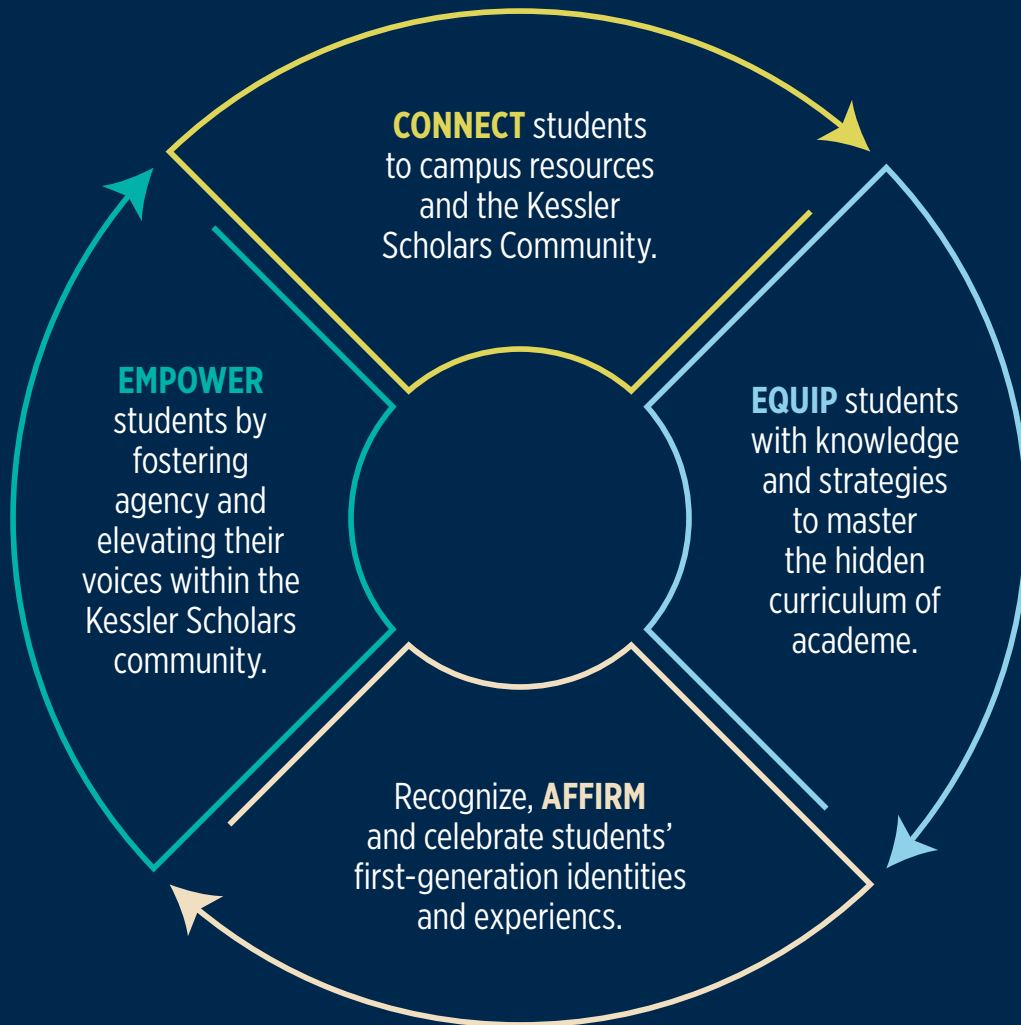 CONNECT students
to campus resources
and the Kessler
Scholars Community.
EQUIP students
with knowledge
and strategies
to master
the hidden
curriculum of
academe.
Recognize, AFFIRM
and celebrate students’
first-generation identities
and experiencs.
EMPOWER
students by
fostering
agency and
elevating their
voices within the
Kessler Scholars
community.